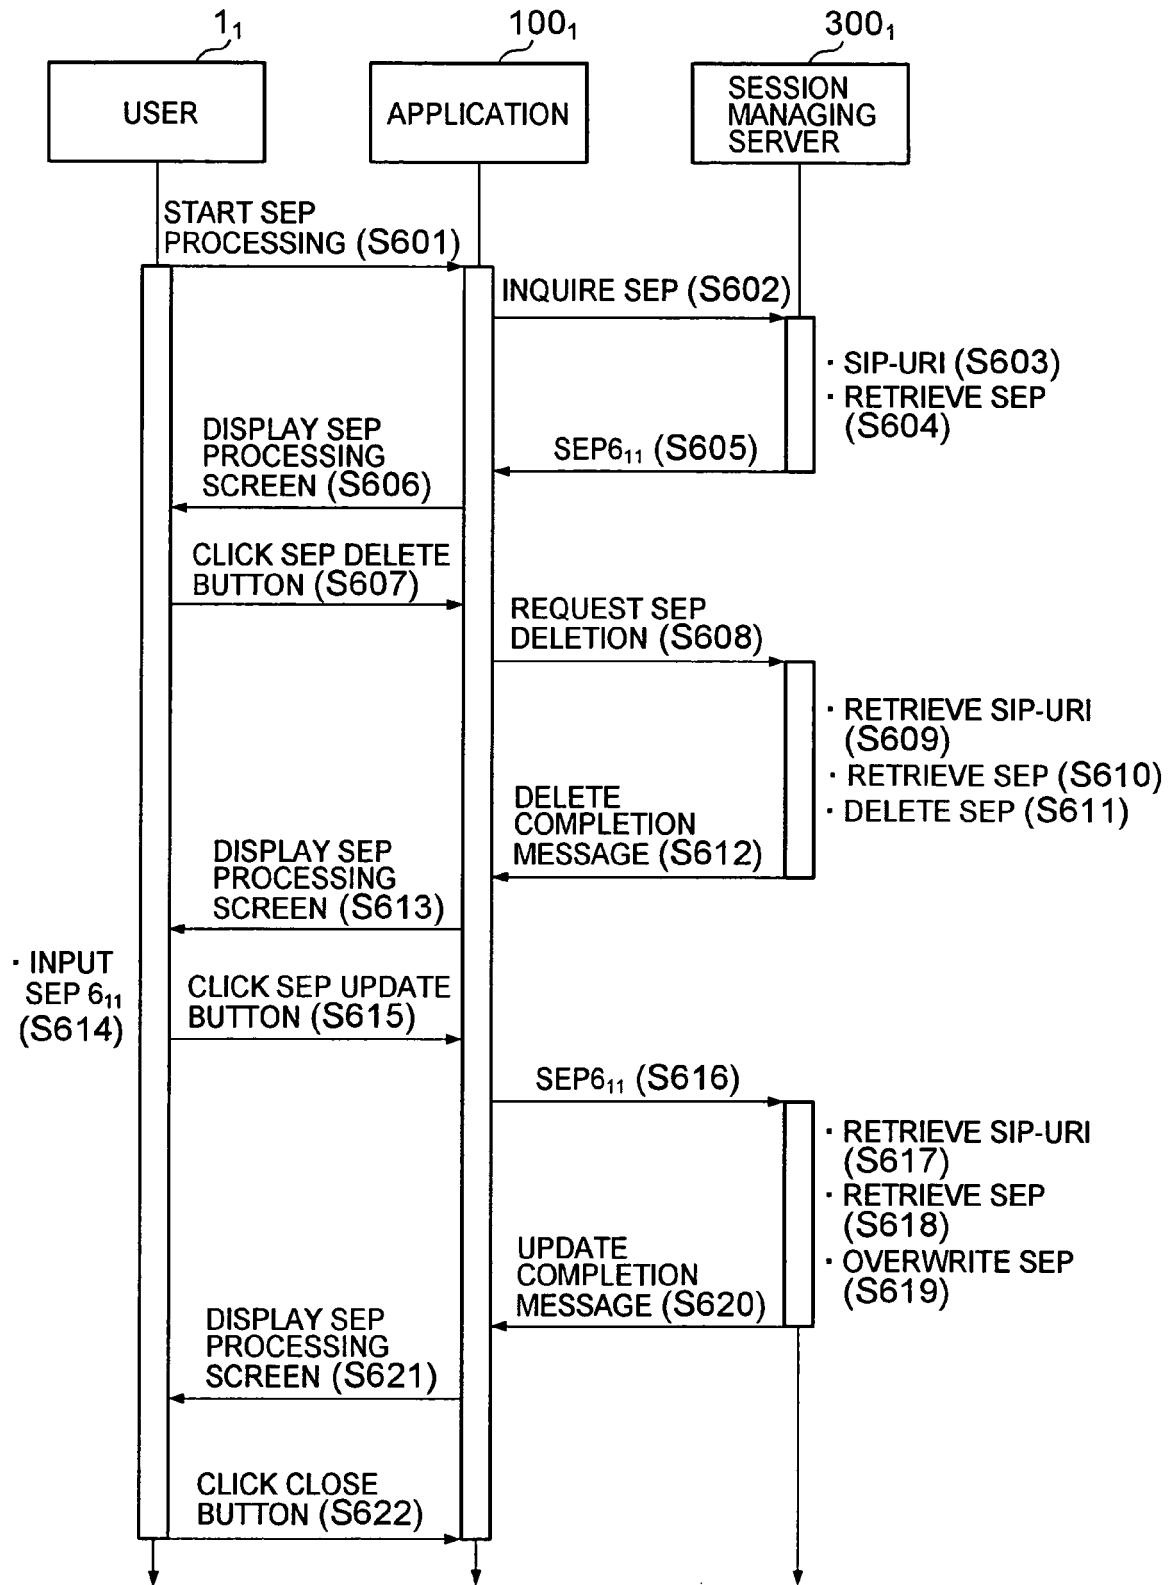 1₁
100₁
300₁
USER
APPLICATION
SESSION
MANAGING
SERVER
START SEP
PROCESSING (S601)
INQUIRE SEP (S602)
· SIP-URI (S603)
· RETRIEVE SEP
(S604)
SEP6₁₁ (S605)
DISPLAY SEP
PROCESSING
SCREEN (S606)
CLICK SEP DELETE
BUTTON (S607)
REQUEST SEP
DELETION (S608)
· RETRIEVE SIP-URI
(S609)
· RETRIEVE SEP (S610)
· DELETE SEP (S611)
DELETE
COMPLETION
MESSAGE (S612)
DISPLAY SEP
PROCESSING
SCREEN (S613)
· INPUT
SEP 6₁₁
(S614)
CLICK SEP UPDATE
BUTTON (S615)
SEP6₁₁ (S616)
· RETRIEVE SIP-URI
(S617)
· RETRIEVE SEP
(S618)
· OVERWRITE SEP
(S619)
UPDATE
COMPLETION
MESSAGE (S620)
DISPLAY SEP
PROCESSING
SCREEN (S621)
CLICK CLOSE
BUTTON (S622)